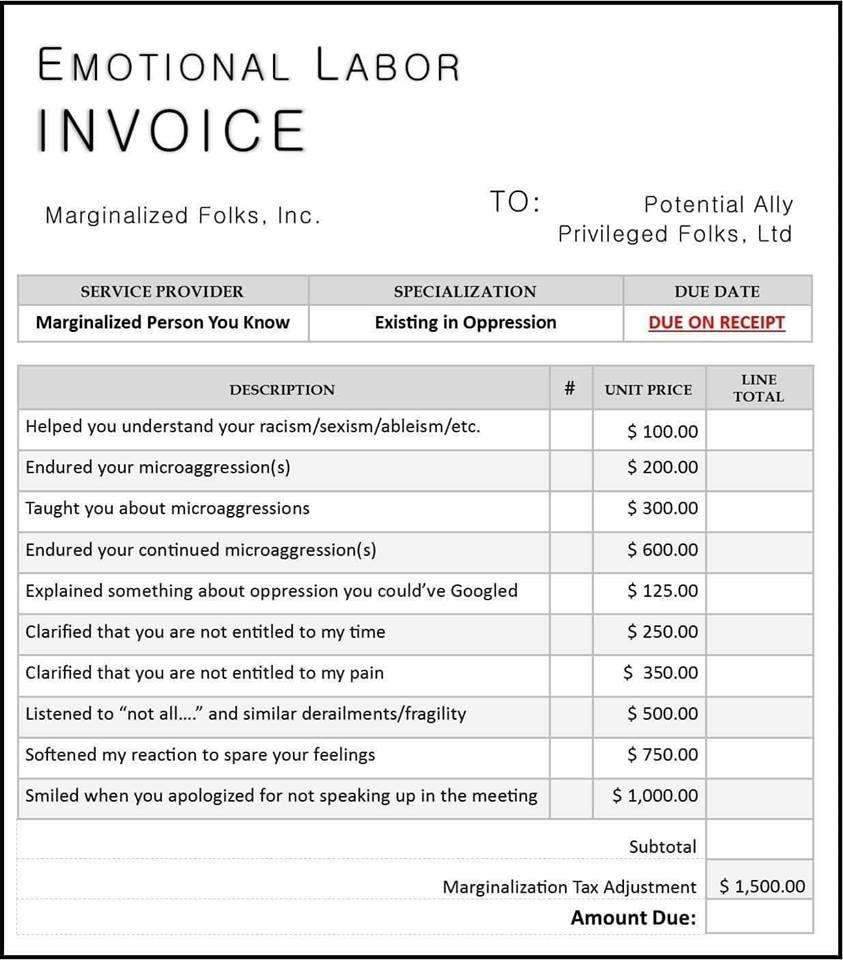 EMOTIONAL LABOR
INVOICE
Marginalized Folks, Inc.
TO:
Potential Ally
Privileged Folks, Ltd
SERVICE PROVIDER SPECIALIZATION DUE DATE
Marginalized Person You Know Existing in Oppression DUE ON RECEIPT
DESCRIPTION # UNIT PRICE LINE TOTAL
Helped you understand your racism/sexism/ableism/etc. $ 100.00
Endured your microaggression(s) $ 200.00
Taught you about microaggressions $ 300.00
Endured your continued microaggression(s) $ 600.00
Explained something about oppression you could’ve Googled $ 125.00
Clarified that you are not entitled to my time $ 250.00
Clarified that you are not entitled to my pain $ 350.00
Listened to “not all....” and similar derailments/fragility $ 500.00
Softened my reaction to spare your feelings $ 750.00
Smiled when you apologized for not speaking up in the meeting $ 1,000.00
Subtotal
Marginalization Tax Adjustment $ 1,500.00
Amount Due: